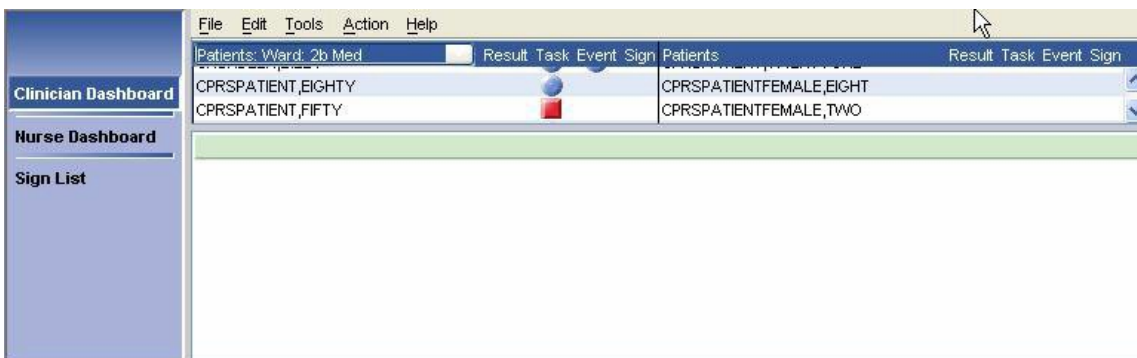 File Edit Tools Action Help
Patients: Ward: 2b Med Result Task Event Sign Patients Result Task Event Sign
CPRSPATIENT,EIGHTY CPRSPATIENTFEMALE,EIGHT
CPRSPATIENT,FIFTY CPRSPATIENTFEMALE,TWO
Clinician Dashboard
Nurse Dashboard
Sign List